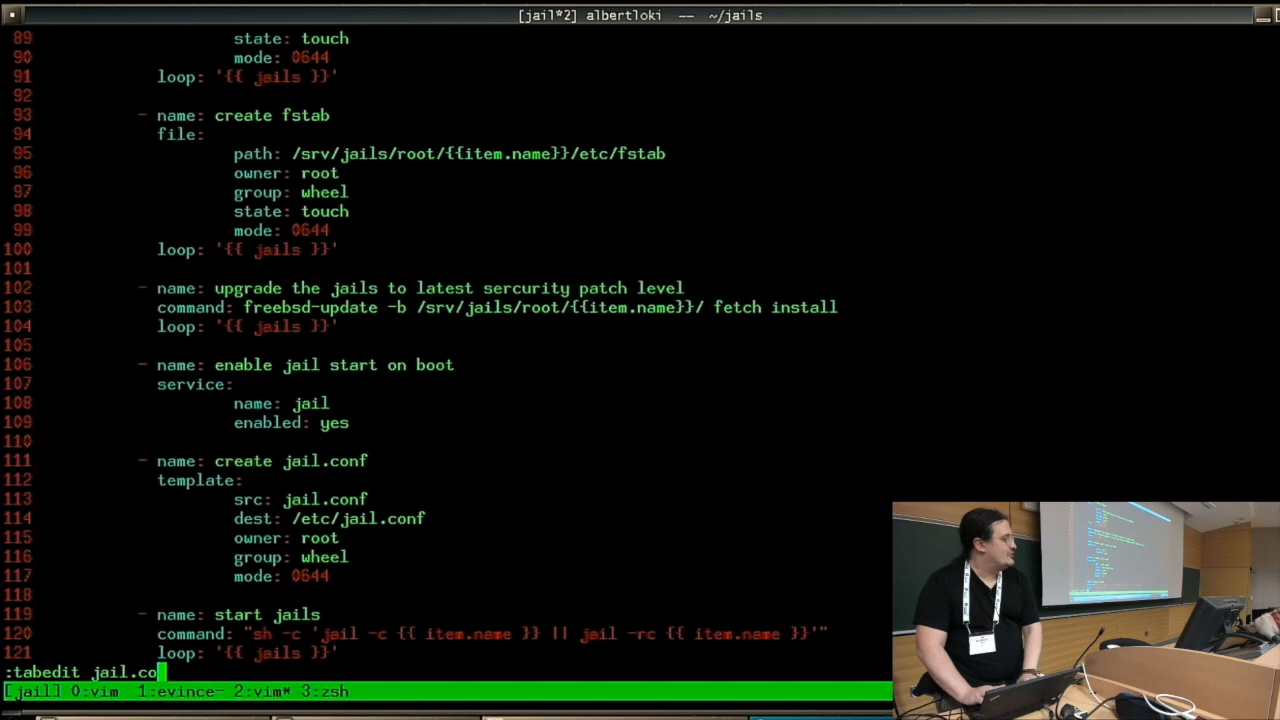 [jail*2] albertloki -- ~/jails
89 state: touch
90 mode: 0644
91 loop: '{{ jails }}'
92
93 - name: create fstab
94 file:
95 path: /srv/jails/root/{{item.name}}/etc/fstab
96 owner: root
97 group: wheel
98 state: touch
99 mode: 0644
100 loop: '{{ jails }}'
101
102 - name: upgrade the jails to latest sercurity patch level
103 command: freebsd-update -b /srv/jails/root/{{item.name}}/ fetch install
104 loop: '{{ jails }}'
105
106 - name: enable jail start on boot
107 service:
108 name: jail
109 enabled: yes
110
111 - name: create jail.conf
112 template:
113 src: jail.conf
114 dest: /etc/jail.conf
115 owner: root
116 group: wheel
117 mode: 0644
118
119 - name: start jails
120 command: "sh -c 'jail -c {{ item.name }} || jail -rc {{ item.name }}'"
121 loop: '{{ jails }}'
:tabedit jail.co
[jail] 0:vim 1:evince- 2:vim* 3:zsh